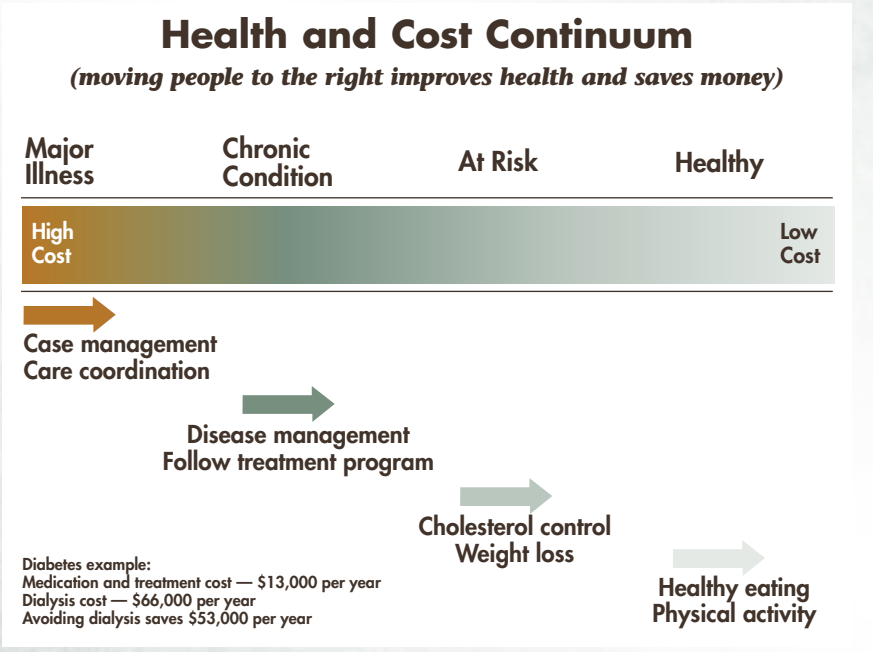 Health and Cost Continuum
(moving people to the right improves health and saves money)
Major
Illness
Chronic
Condition
At Risk
Healthy
High
Cost
Low
Cost
Case management
Care coordination
Disease management
Follow treatment program
Cholesterol control
Weight loss
Healthy eating
Physical activity
Diabetes example:
Medication and treatment cost — $13,000 per year
Dialysis cost — $66,000 per year
Avoiding dialysis saves $53,000 per year